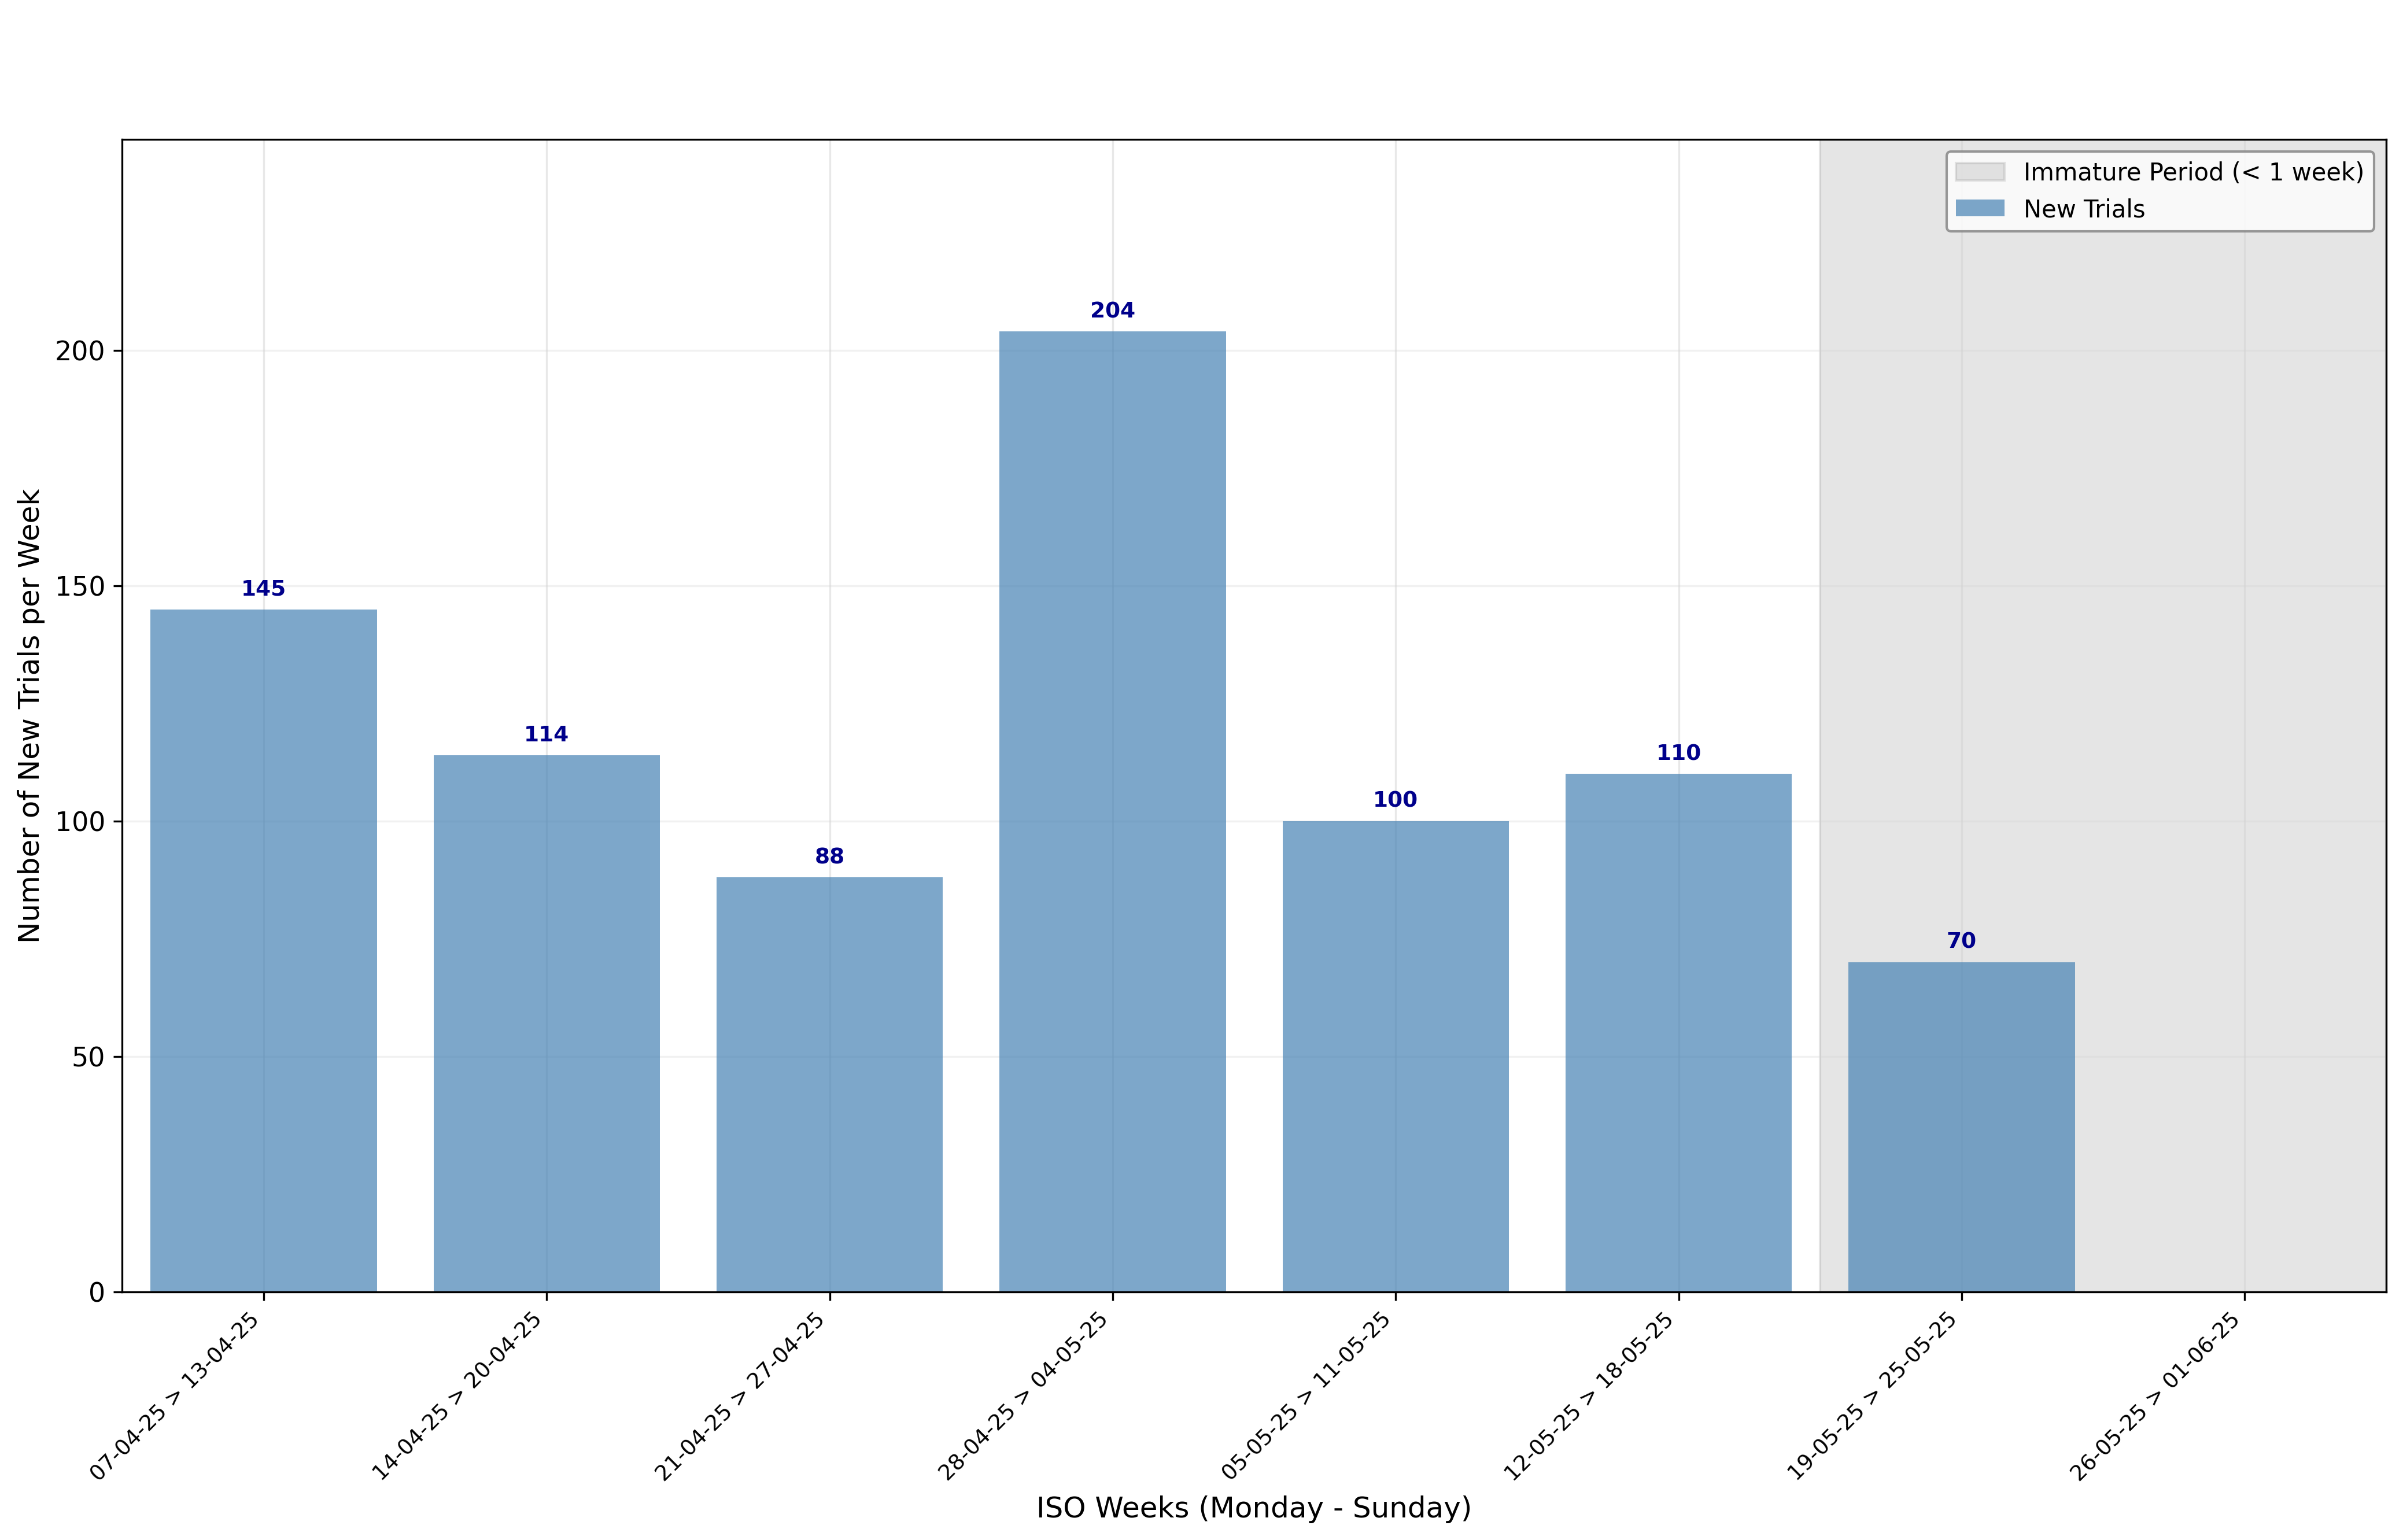 Immature Period (< 1 week)
New Trials
Number of New Trials per Week
200
150
100
50
0
145
114
88
204
100
110
70
07-04-25 > 13-04-25
14-04-25 > 20-04-25
21-04-25 > 27-04-25
28-04-25 > 04-05-25
05-05-25 > 11-05-25
12-05-25 > 18-05-25
19-05-25 > 25-05-25
26-05-25 > 01-06-25
ISO Weeks (Monday - Sunday)